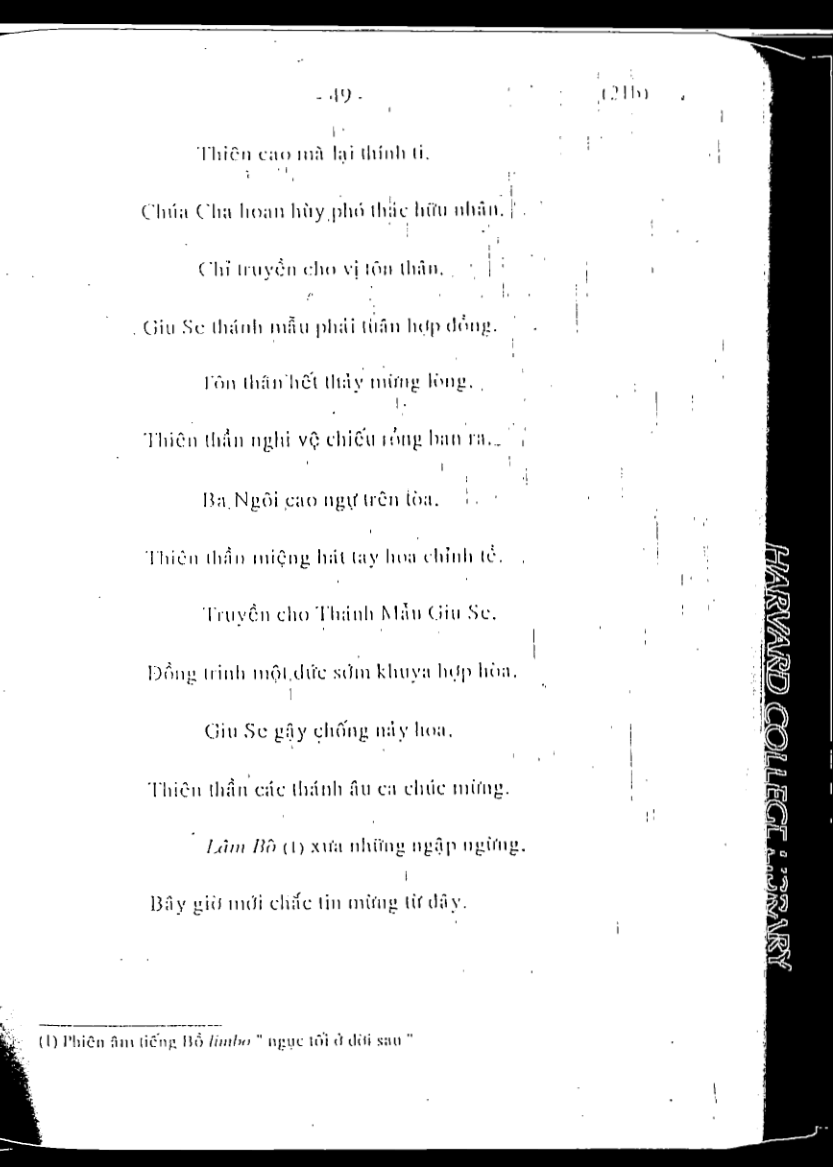 - 49 -
(21b)
Thiên cao mà lại thính ti.
Chúa Cha hoan hùy phó thác hữu nhân.
Chỉ truyền cho vị tôn thân.
Giu Se thánh mẫu phải tuân hợp đồng.
Tôn thân hết thảy mừng lòng.
Thiên thần nghi vệ chiếu rồng ban ra.
Ba Ngôi cao ngự trên tòa.
Thiên thần miệng hát tay hoa chỉnh tề.
Truyền cho Thánh Mẫu Giu Se.
Đồng trinh một đức sớm khuya hợp hòa.
Giu Se gậy chống nảy hoa.
Thiên thần các thánh âu ca chúc mừng.
Lâm Bô (1) xưa những ngập ngừng.
Bây giờ mới chắc tin mừng từ đây.
(1) Phiên âm tiếng Bồ limbo " ngục tối ở đời sau "
HARVARD COLLEGE LIBRARY